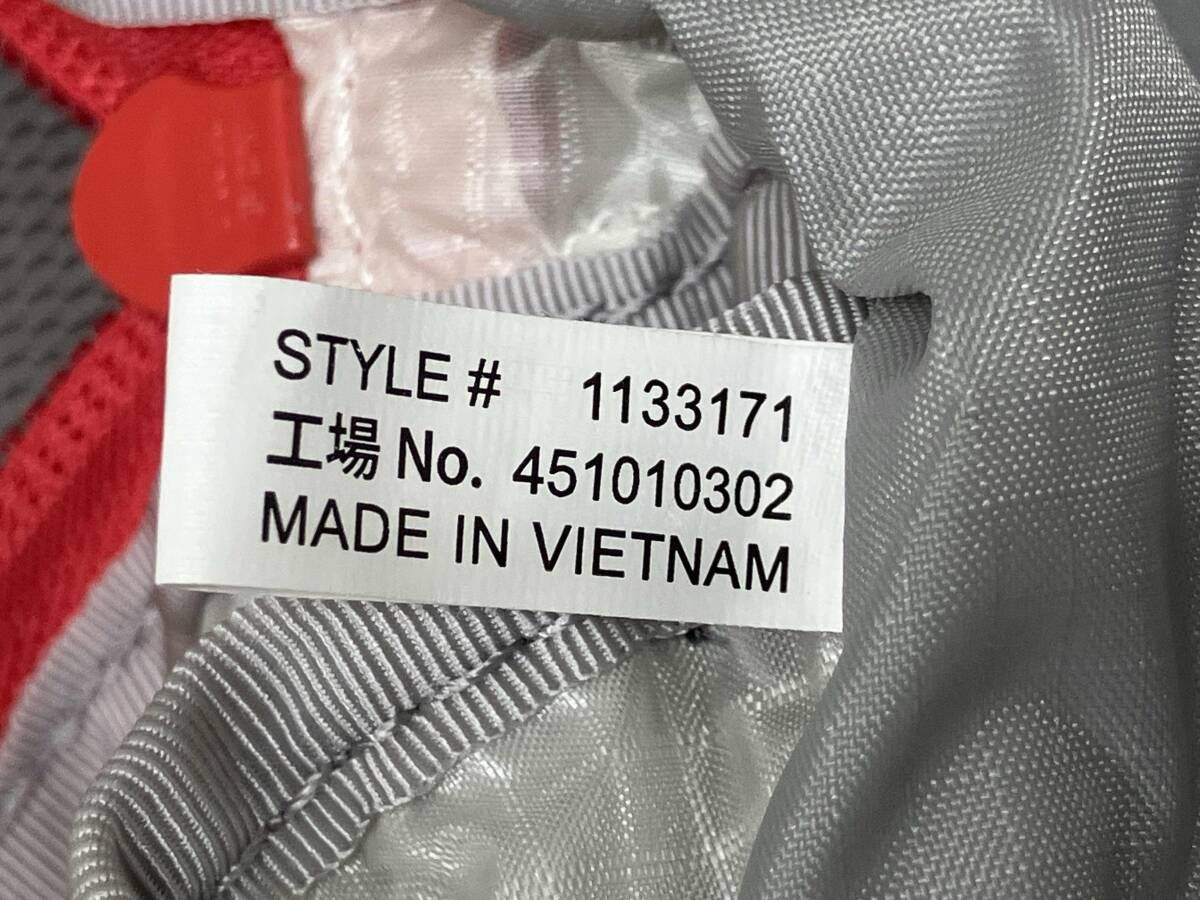 STYLE # 1133171
工場 No. 451010302
MADE IN VIETNAM